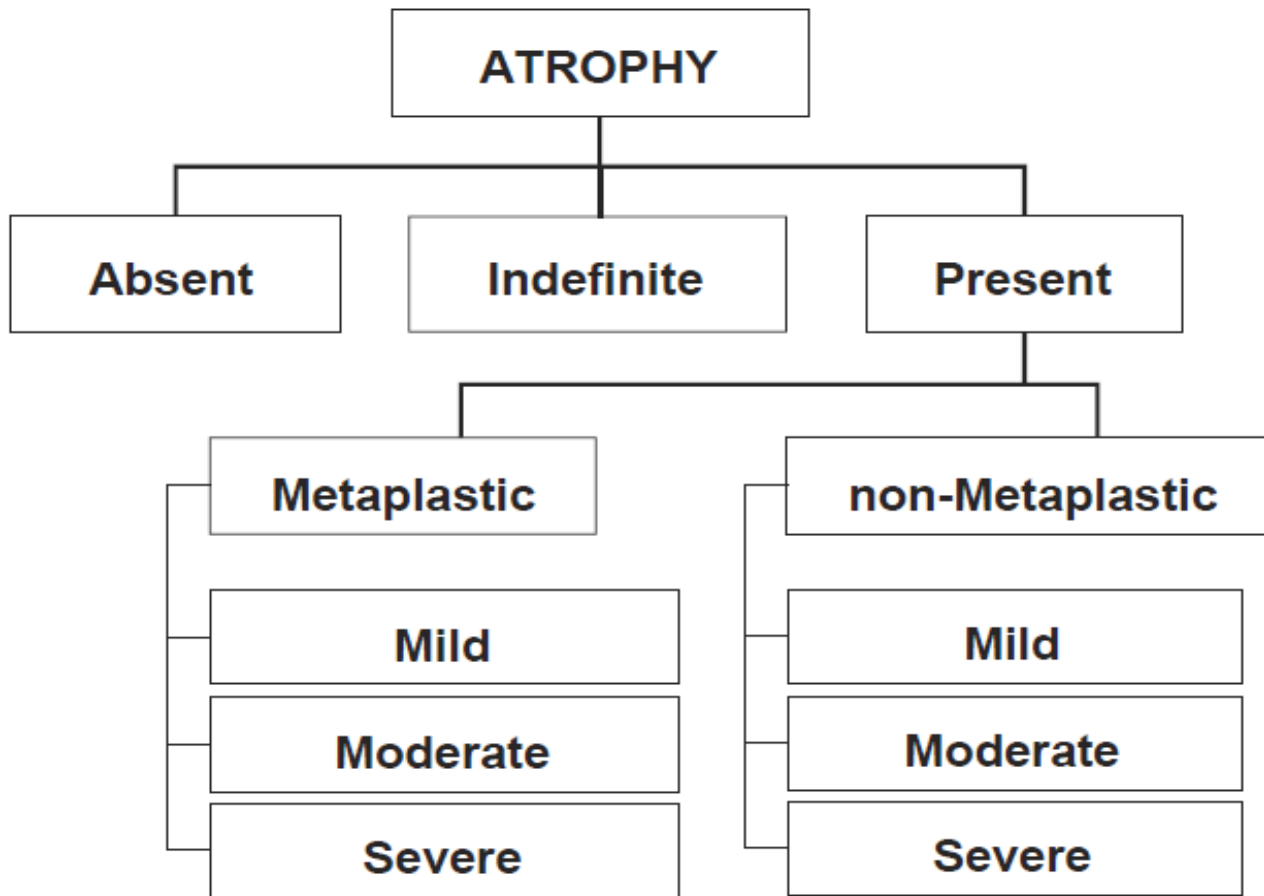 ATROPHY
Absent
Indefinite
Present
Metaplastic
Mild
Moderate
Severe
non-Metaplastic
Mild
Moderate
Severe